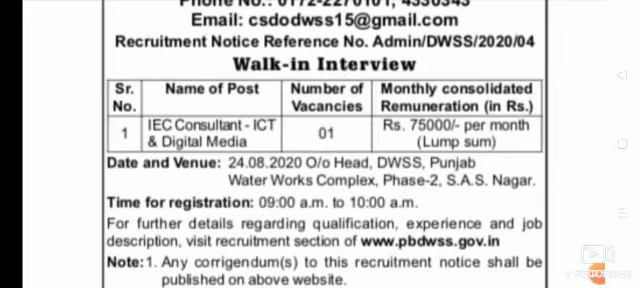 Phone No.: 0172-2270101, 4330343
Email: csdodwss15@gmail.com
Recruitment Notice Reference No. Admin/DWSS/2020/04
Walk-in Interview
Sr. No. Name of Post Number of Vacancies Monthly consolidated Remuneration (in Rs.)
1 IEC Consultant - ICT & Digital Media 01 Rs. 75000/- per month (Lump sum)
Date and Venue: 24.08.2020 O/o Head, DWSS, Punjab
Water Works Complex, Phase-2, S.A.S. Nagar.
Time for registration: 09:00 a.m. to 10:00 a.m.
For further details regarding qualification, experience and job
description, visit recruitment section of www.pbdwss.gov.in
Note: 1. Any corrigendum(s) to this recruitment notice shall be
published on above website.